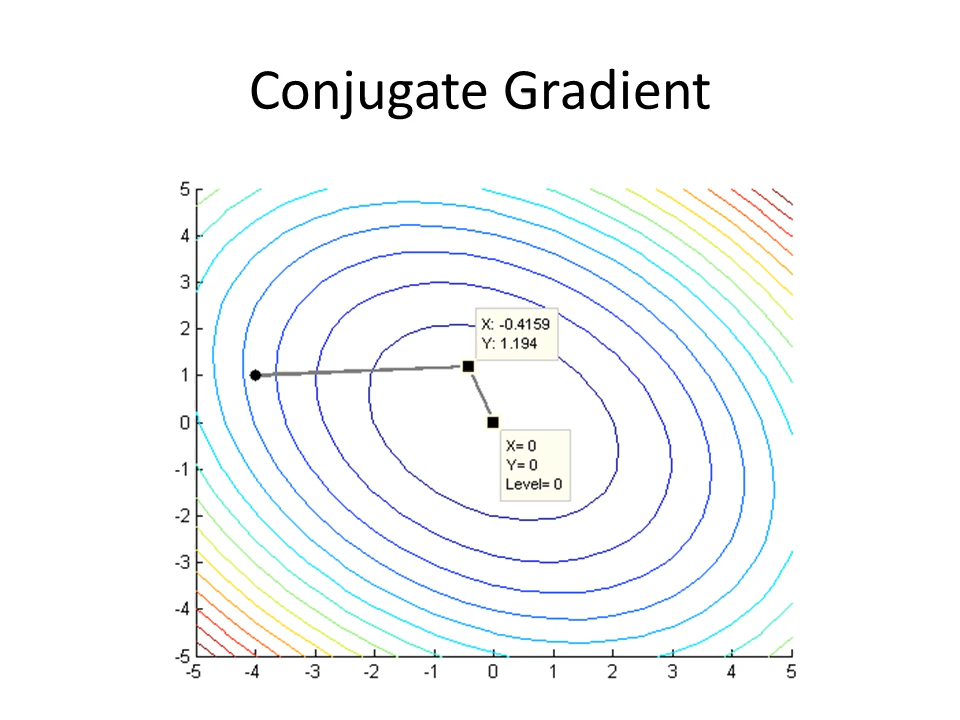 Conjugate Gradient
5
4
3
2
1
0
-1
-2
-3
-4
-5
X: -0.4159
Y: 1.194
X= 0
Y= 0
Level= 0
-5 -4 -3 -2 -1 0 1 2 3 4 5